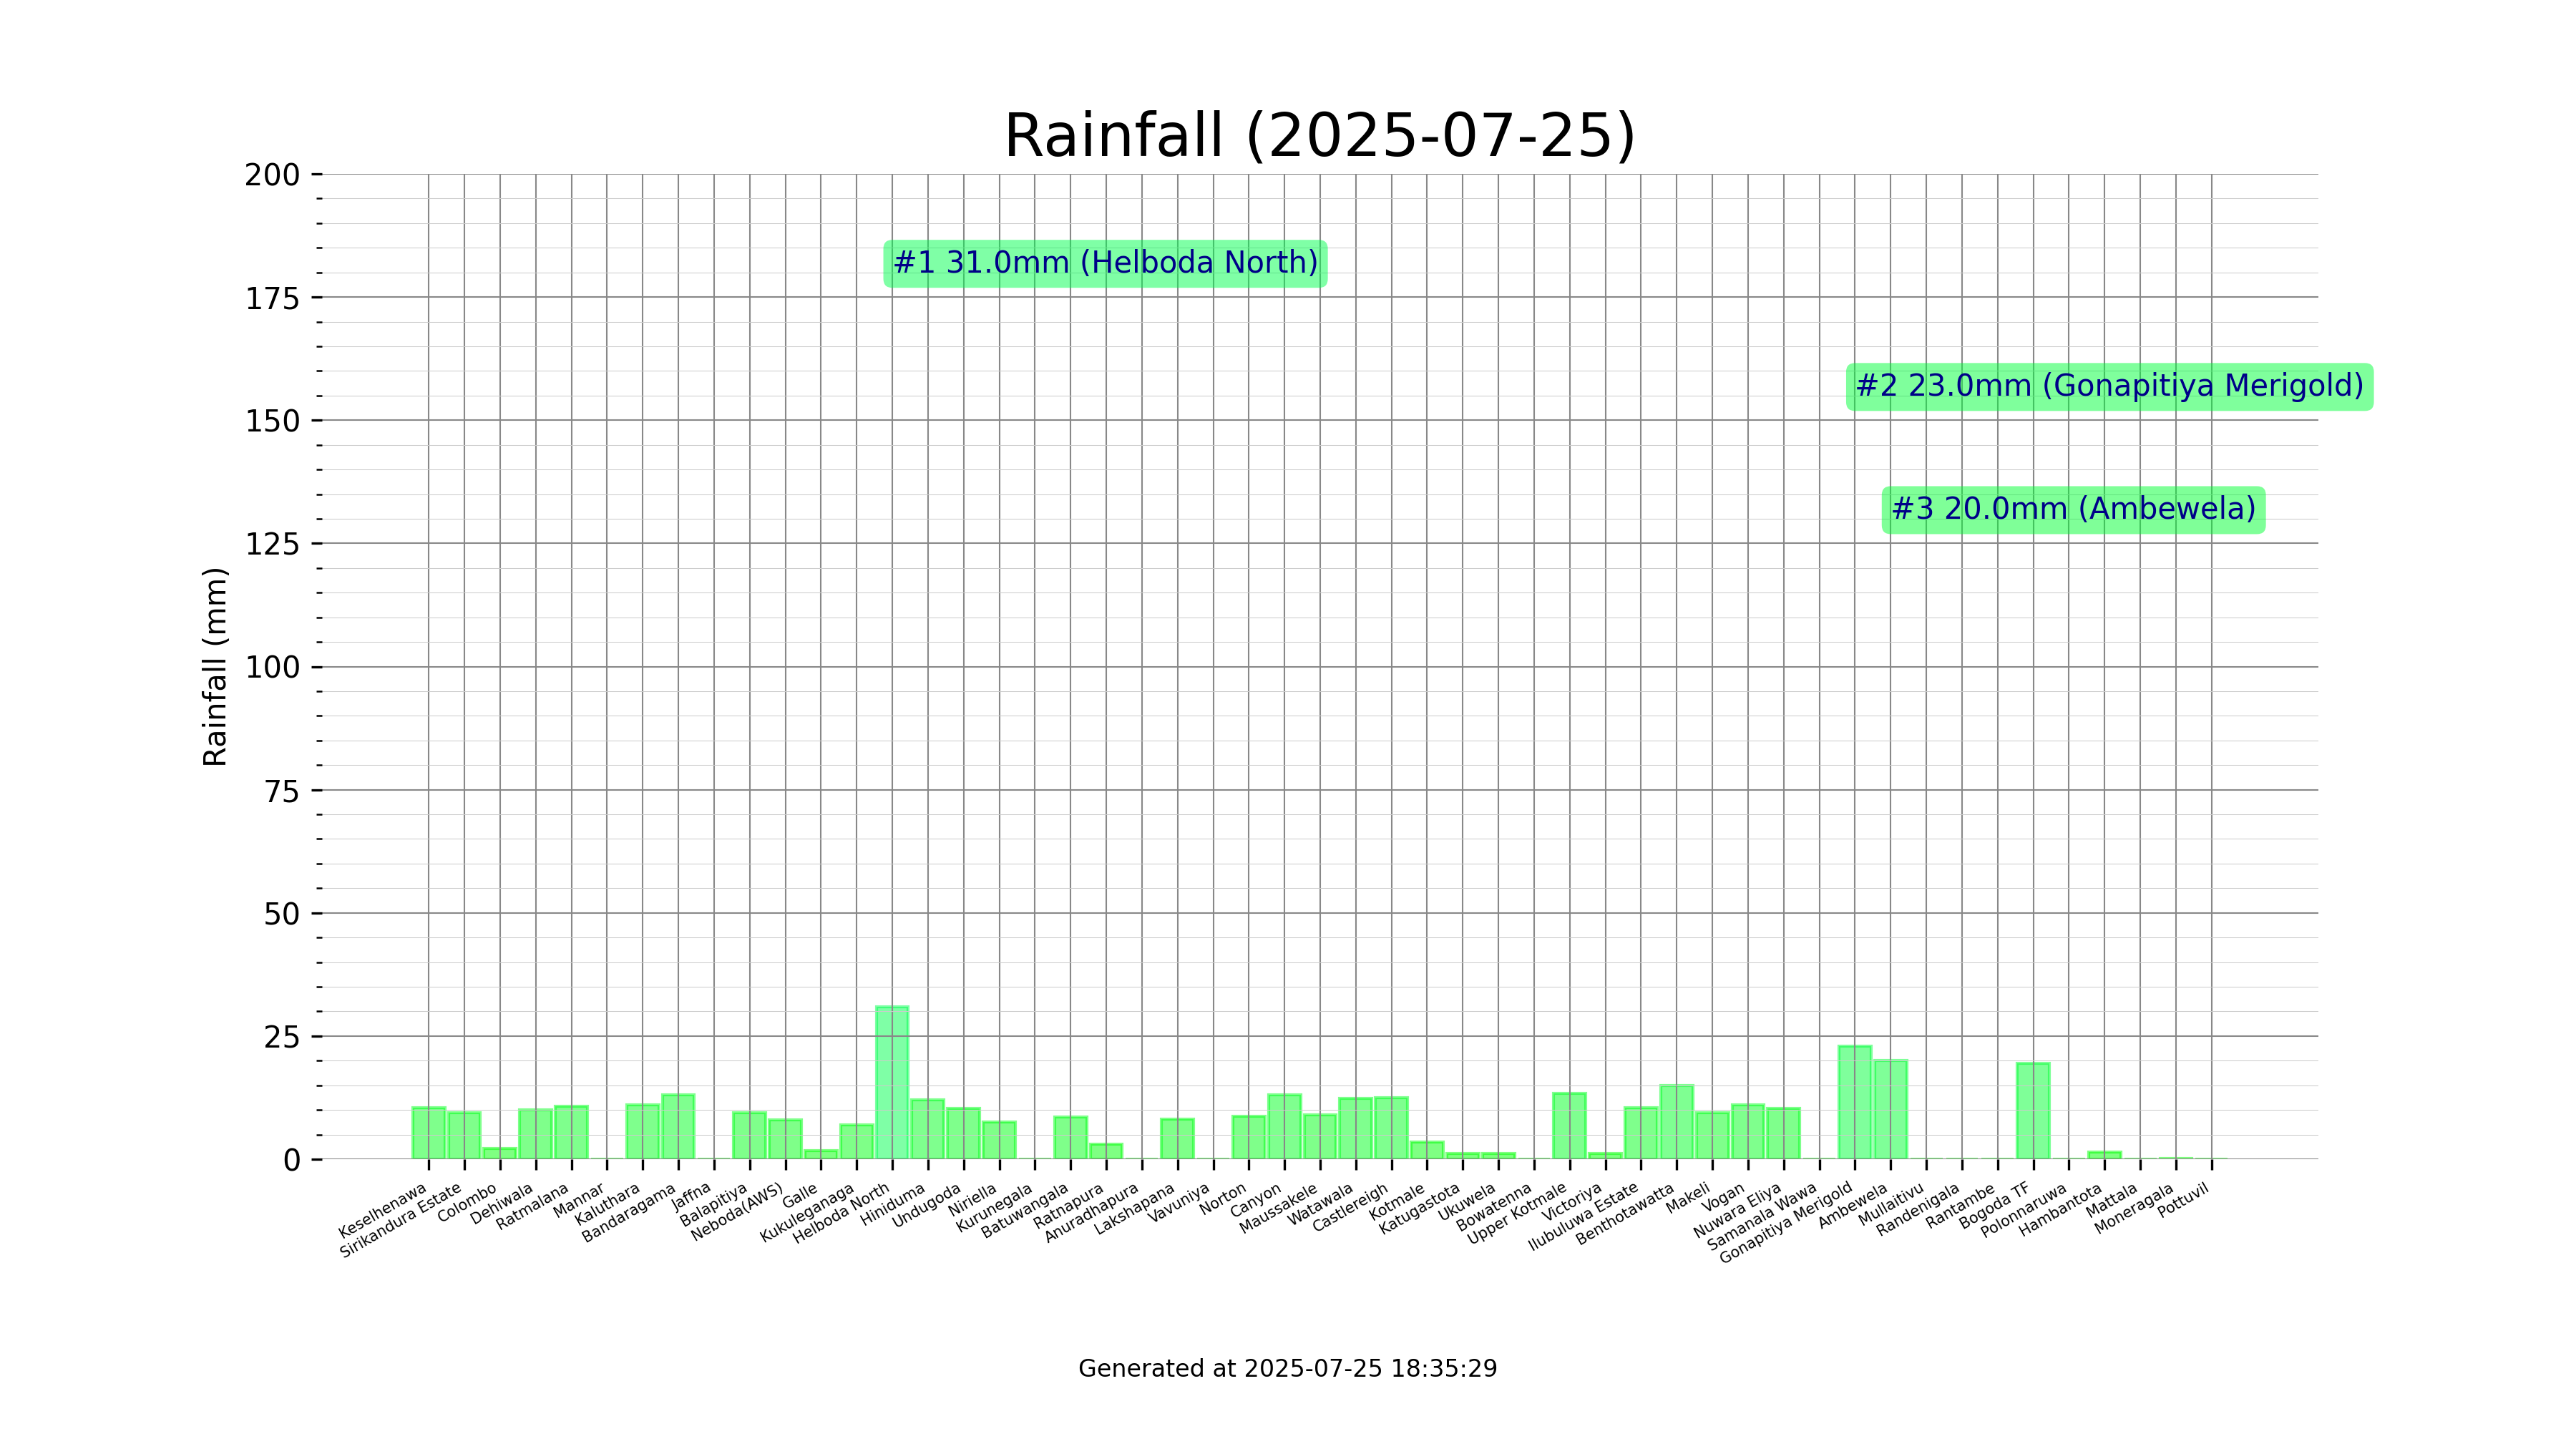 Rainfall (2025-07-25)
200
175
150
125
100
75
50
25
0
Rainfall (mm)
#1 31.0mm (Helboda North)
#2 23.0mm (Gonapitiya Merigold)
#3 20.0mm (Ambewela)
Keselhenawa
Sirikandura Estate
Colombo
Dehiwala
Ratmalana
Mannar
Kaluthara
Bandaragama
Jaffna
Balapitiya
Neboda(AWS)
Galle
Kukuleganaga
Helboda North
Hiniduma
Undugoda
Niriella
Kurunegala
Batuwangala
Ratnapura
Anuradhapura
Lakshapana
Vavuniya
Norton
Canyon
Maussakele
Watawala
Castlereigh
Kotmale
Katugastota
Ukuwela
Bowatenna
Upper Kotmale
Victoriya
Ilubuluwa Estate
Benthotawatta
Makeli
Vogan
Nuwara Eliya
Samanala Wawa
Gonapitiya Merigold
Ambewela
Mullaitivu
Randenigala
Rantambe
Bogoda TF
Polonnaruwa
Hambantota
Mattala
Moneragala
Pottuvil
Generated at 2025-07-25 18:35:29